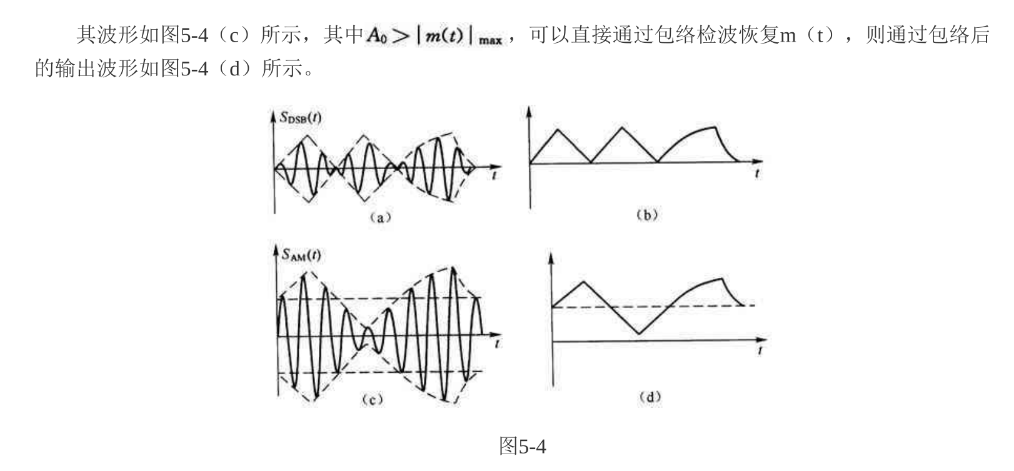 其波形如图5-4（c）所示，其中A₀＞|m(t)|max，可以直接通过包络检波恢复m（t），则通过包络后
的输出波形如图5-4（d）所示。
S_DSB(t)
t
t
（a）
（b）
S_AM(t)
t
t
（c）
（d）
图5-4